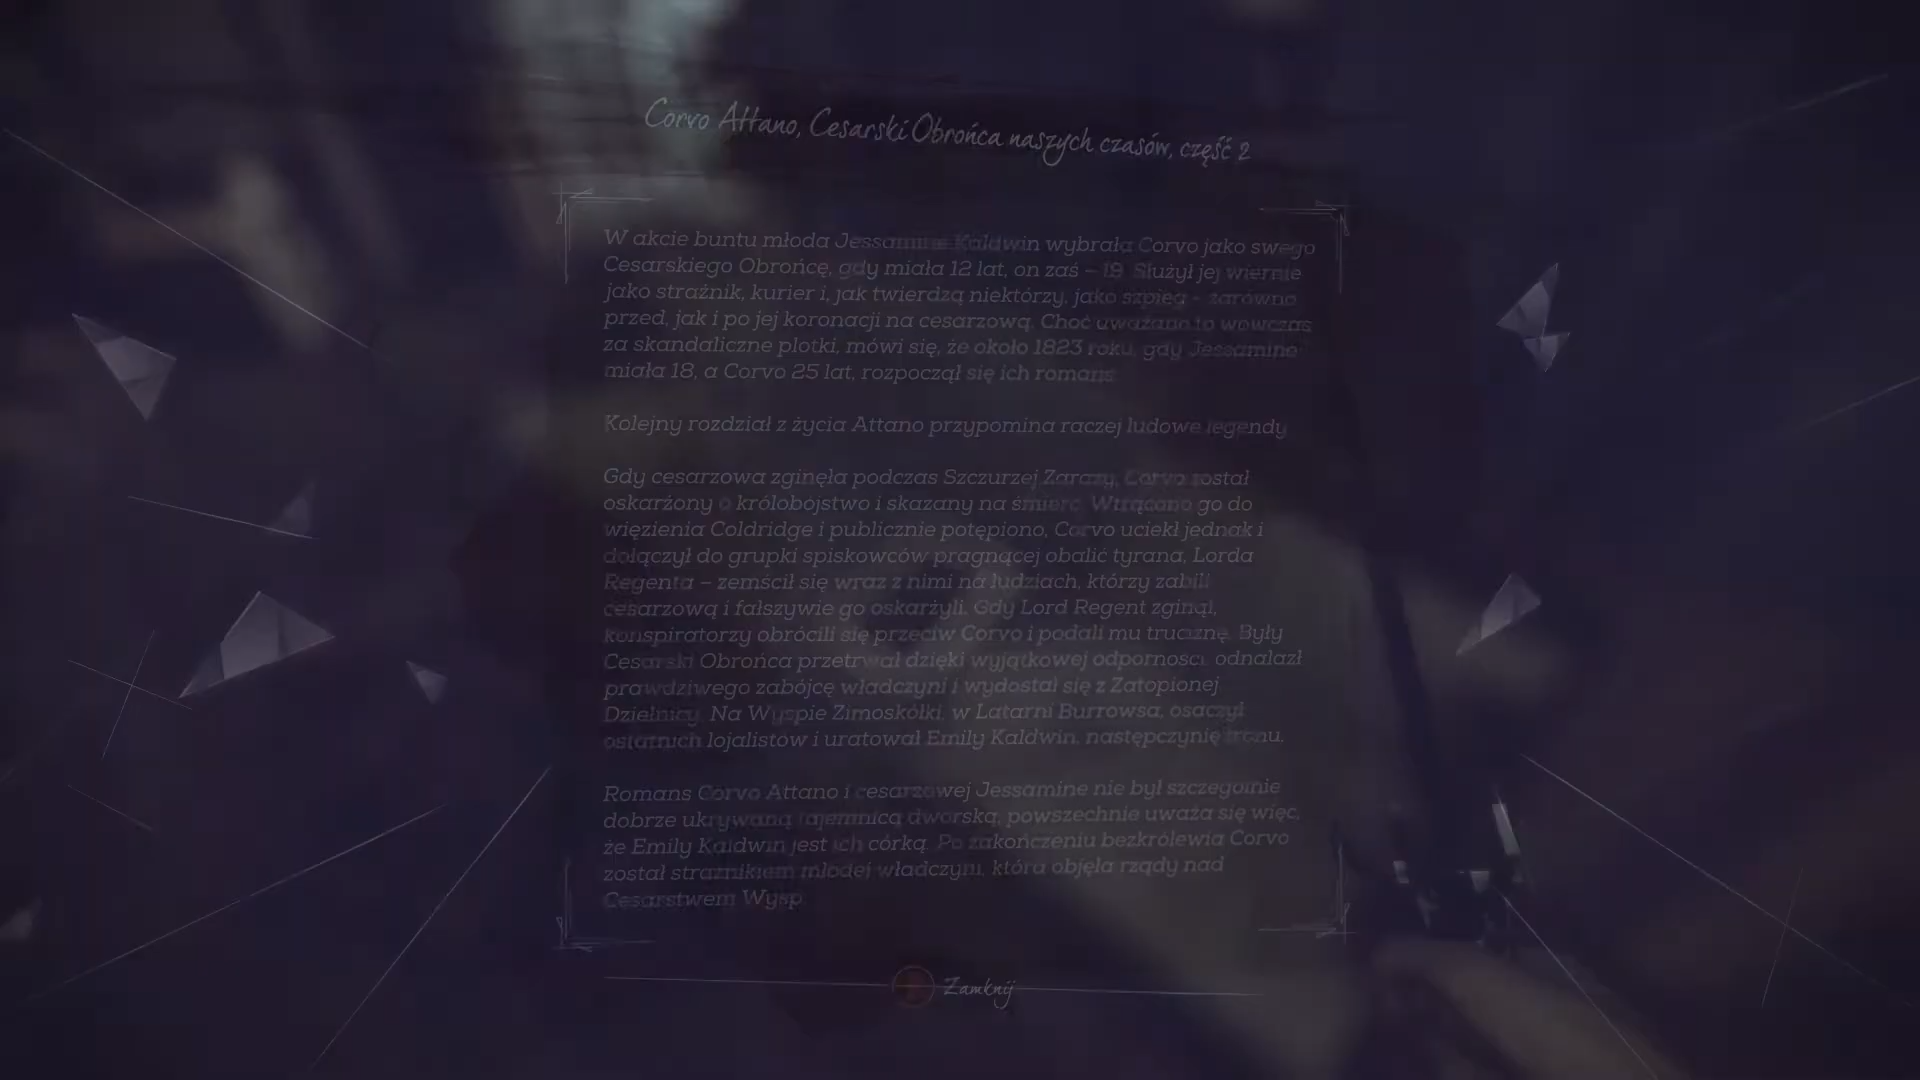 Corvo Attano, Cesarski Obrońca naszych czasów, część 2
W akcie buntu młoda Jessamine Kaldwin wybrała Corvo jako swego
Cesarskiego Obrońcę, gdy miała 12 lat, on zaś – 19. Służył jej wiernie
jako strażnik, kurier i, jak twierdzą niektórzy, jako szpieg - zarówno
przed, jak i po jej koronacji na cesarzową. Choć uważano to wówczas
za skandaliczne plotki, mówi się, że około 1823 roku, gdy Jessamine
miała 18, a Corvo 25 lat, rozpoczął się ich romans.
Kolejny rozdział z życia Attano przypomina raczej ludowe legendy.
Gdy cesarzowa zginęła podczas Szczurzej Zarazy, Corvo został
oskarżony o królobójstwo i skazany na śmierć. Wtrącono go do
więzienia Coldridge i publicznie potępiono, Corvo uciekł jednak i
dołączył do grupki spiskowców pragnącej obalić tyrana, Lorda
Regenta – zemścił się wraz z nimi na ludziach, którzy zabili
cesarzową i fałszywie go oskarżyli. Gdy Lord Regent zginął,
konspiratorzy obrócili się przeciw Corvo i podali mu truciznę. Były
Cesarski Obrońca przetrwał dzięki wyjątkowej odporności, odnalazł
prawdziwego zabójcę władczyni i wydostał się z Zatopionej
Dzielnicy. Na Wyspie Zimoskółki, w Latarni Burrowsa, osaczył
ostatnich lojalistów i uratował Emily Kaldwin, następczynię tronu.
Romans Corvo Attano i cesarzowej Jessamine nie był szczególnie
dobrze ukrywaną tajemnicą dworską, powszechnie uważa się więc,
że Emily Kaldwin jest ich córką. Po zakończeniu bezkrólewia Corvo
został strażnikiem młodej władczyni, która objęła rządy nad
Cesarstwem Wysp.
Zamknij